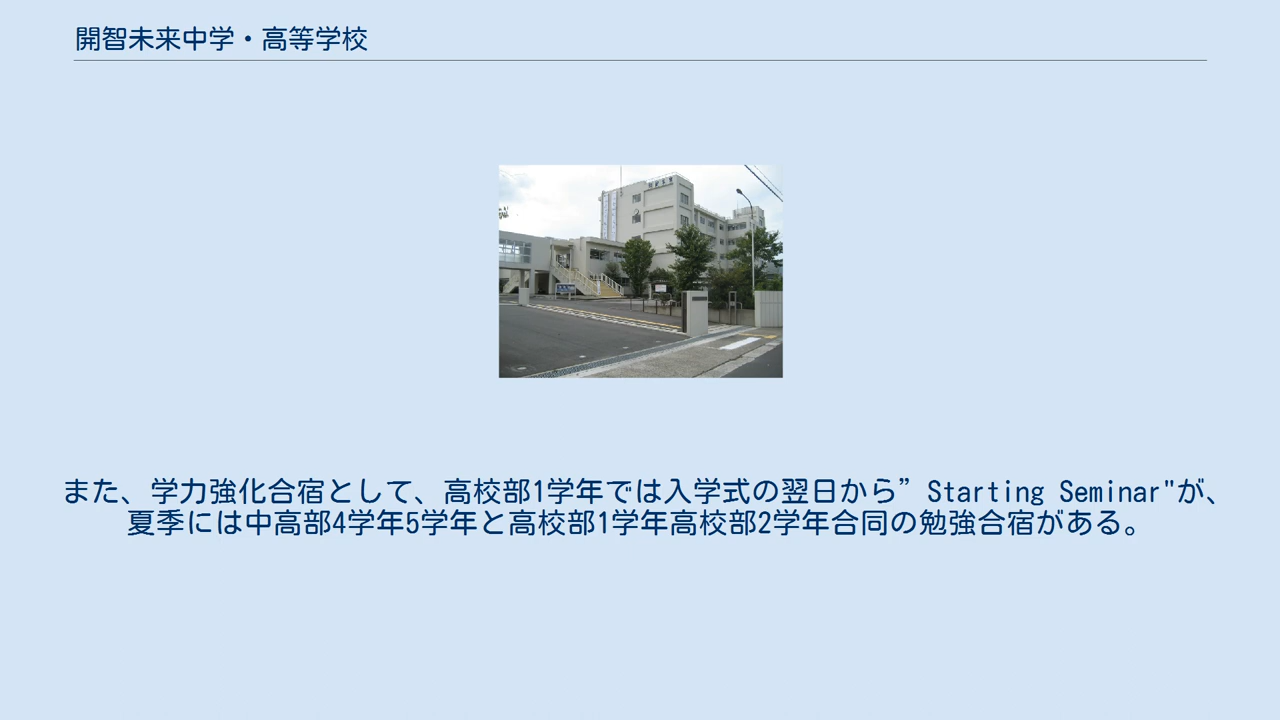 開智未来中学・高等学校
また、学力強化合宿として、高校部1学年では入学式の翌日から”Starting Seminar"が、
夏季には中高部4学年5学年と高校部1学年高校部2学年合同の勉強合宿がある。